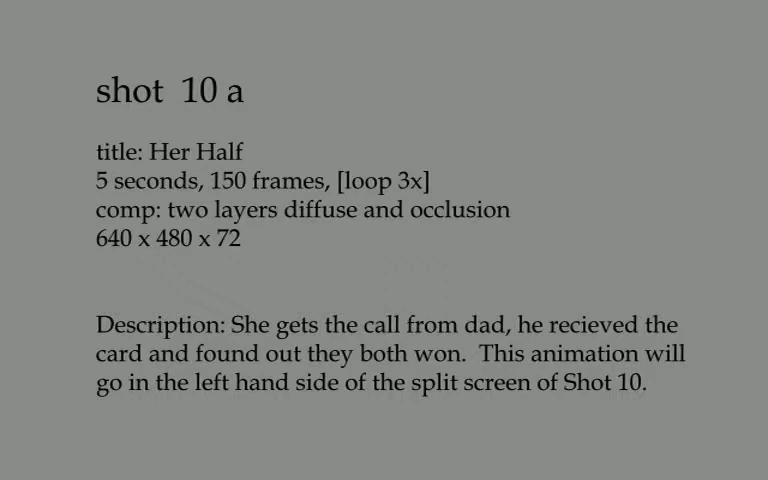 shot 10 a
title: Her Half
5 seconds, 150 frames, [loop 3x]
comp: two layers diffuse and occlusion
640 x 480 x 72
Description: She gets the call from dad, he recieved the
card and found out they both won. This animation will
go in the left hand side of the split screen of Shot 10.